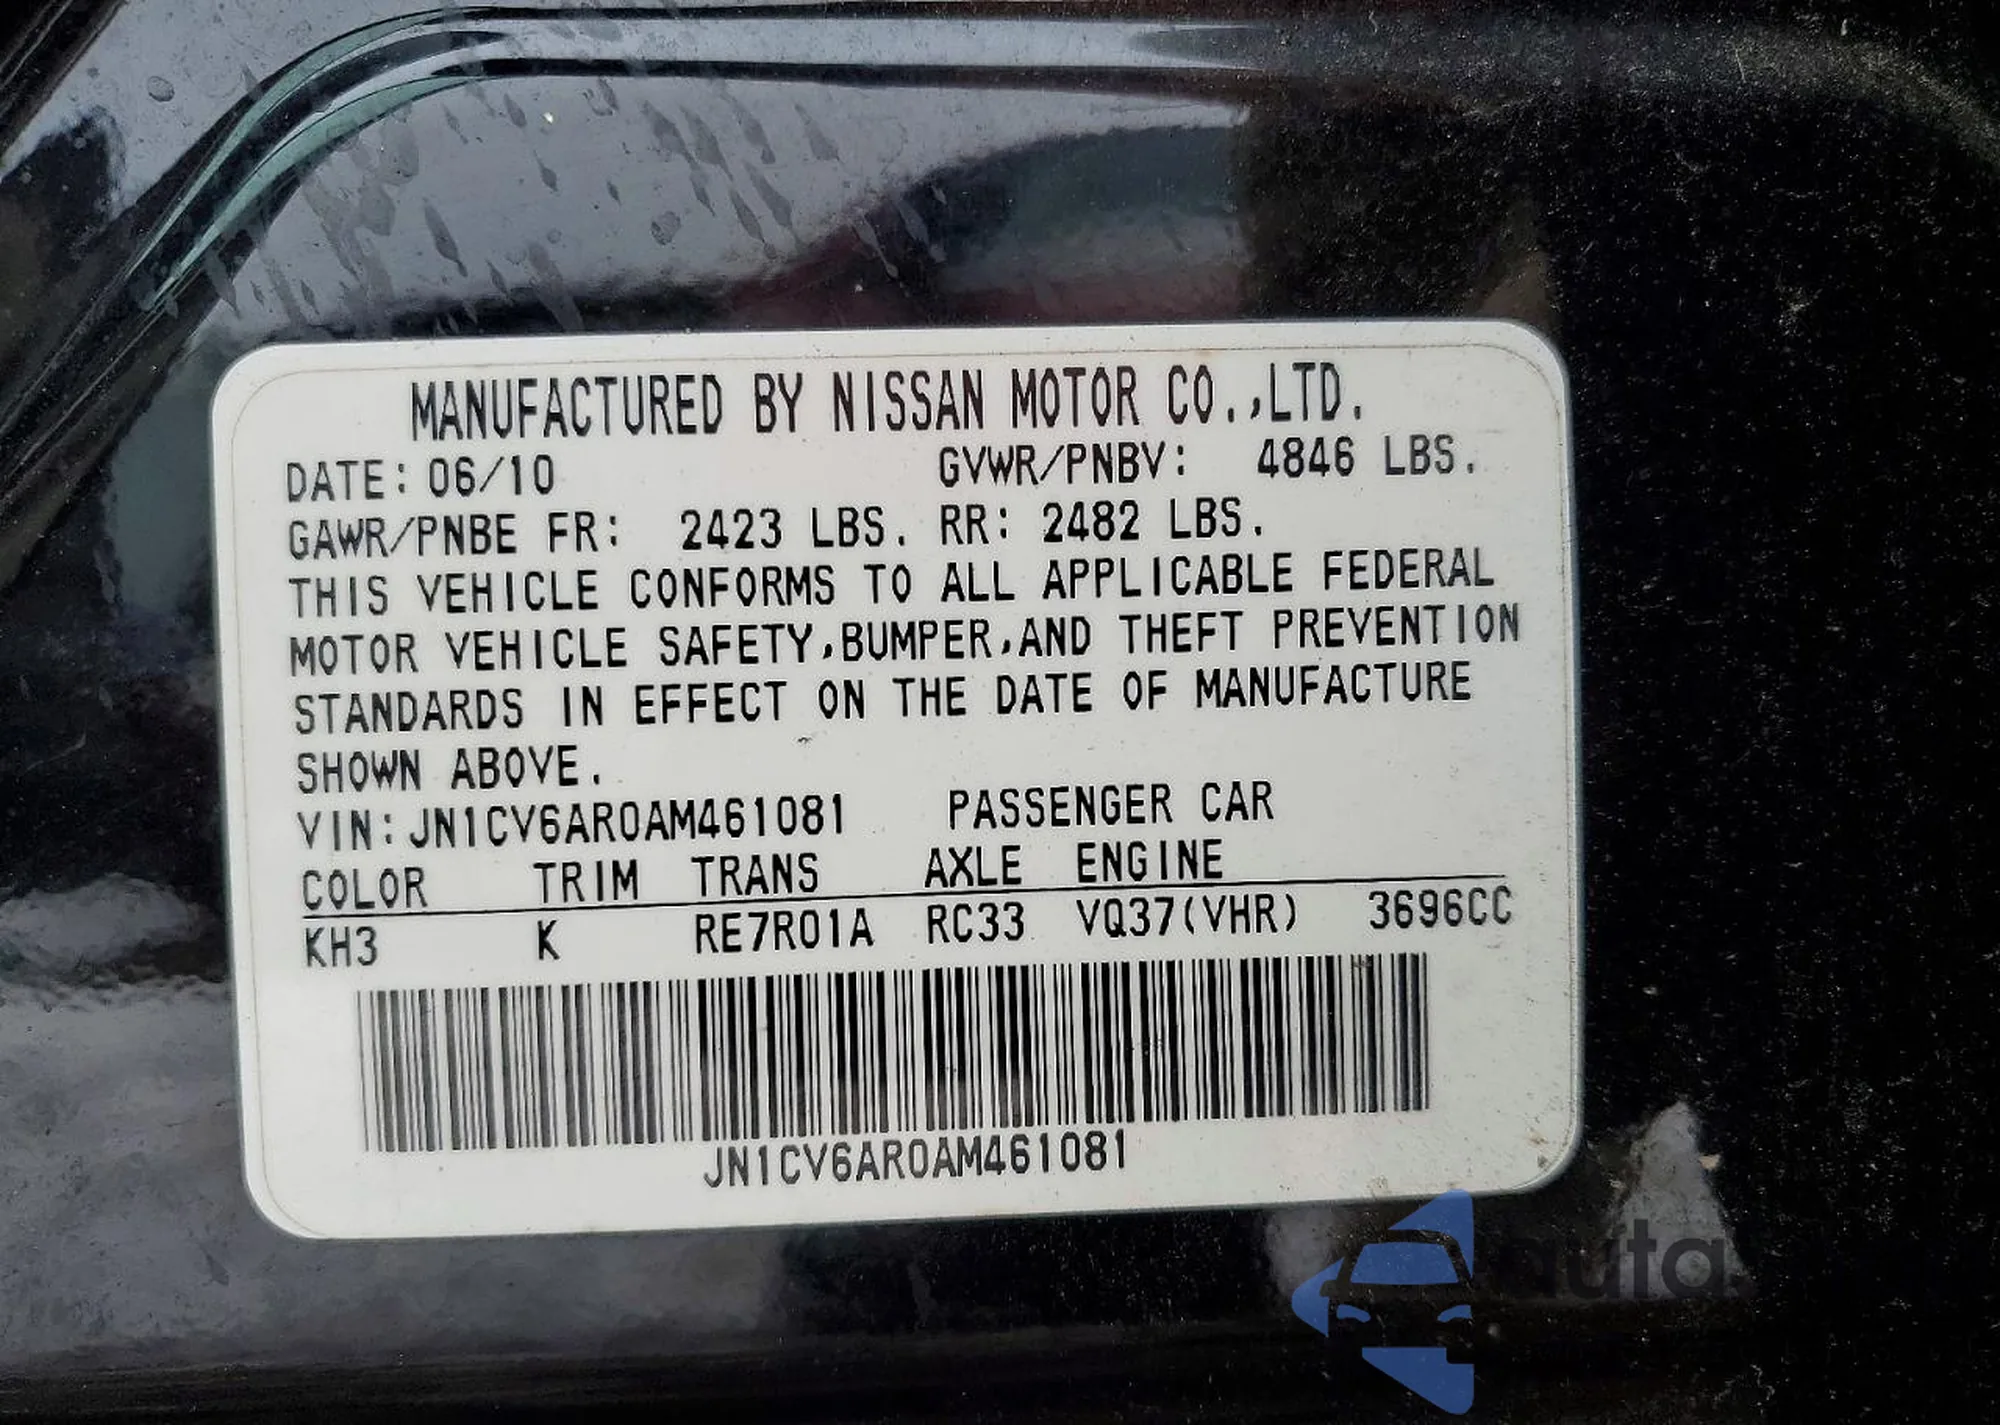 MANUFACTURED BY NISSAN MOTOR CO.,LTD.
DATE: 06/10 GVWR/PNBV: 4846 LBS.
GAWR/PNBE FR: 2423 LBS. RR: 2482 LBS.
THIS VEHICLE CONFORMS TO ALL APPLICABLE FEDERAL
MOTOR VEHICLE SAFETY,BUMPER,AND THEFT PREVENTION
STANDARDS IN EFFECT ON THE DATE OF MANUFACTURE
SHOWN ABOVE.
VIN:JN1CV6AR0AM461081 PASSENGER CAR
COLOR TRIM TRANS AXLE ENGINE
KH3 K RE7R01A RC33 VQ37(VHR) 3696CC
JN1CV6AR0AM461081
auta.